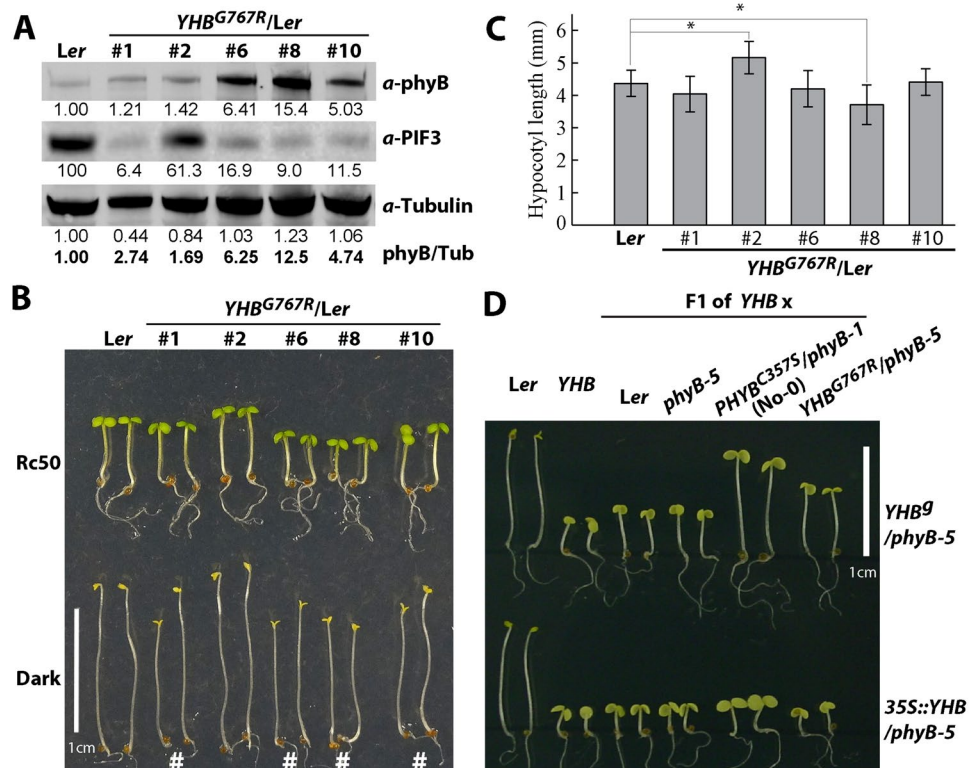 A
YHBG767R/Ler
Ler #1 #2 #6 #8 #10
a-phyB
1.00 1.21 1.42 6.41 15.4 5.03
a-PIF3
100 6.4 61.3 16.9 9.0 11.5
a-Tubulin
1.00 0.44 0.84 1.03 1.23 1.06
1.00 2.74 1.69 6.25 12.5 4.74 phyB/Tub
B
YHBG767R/Ler
Ler #1 #2 #6 #8 #10
Rc50
Dark
1cm
# # # #
C
Hypocotyl length (mm)
6
5
4
3
2
1
0
* *
Ler #1 #2 #6 #8 #10
YHBG767R/Ler
D
F1 of YHB x
Ler YHB Ler phyB-5 PHYBC357S/phyB-1 (No-0) YHBG767R/phyB-5
YHBg
/phyB-5
1cm
35S::YHB
/phyB-5